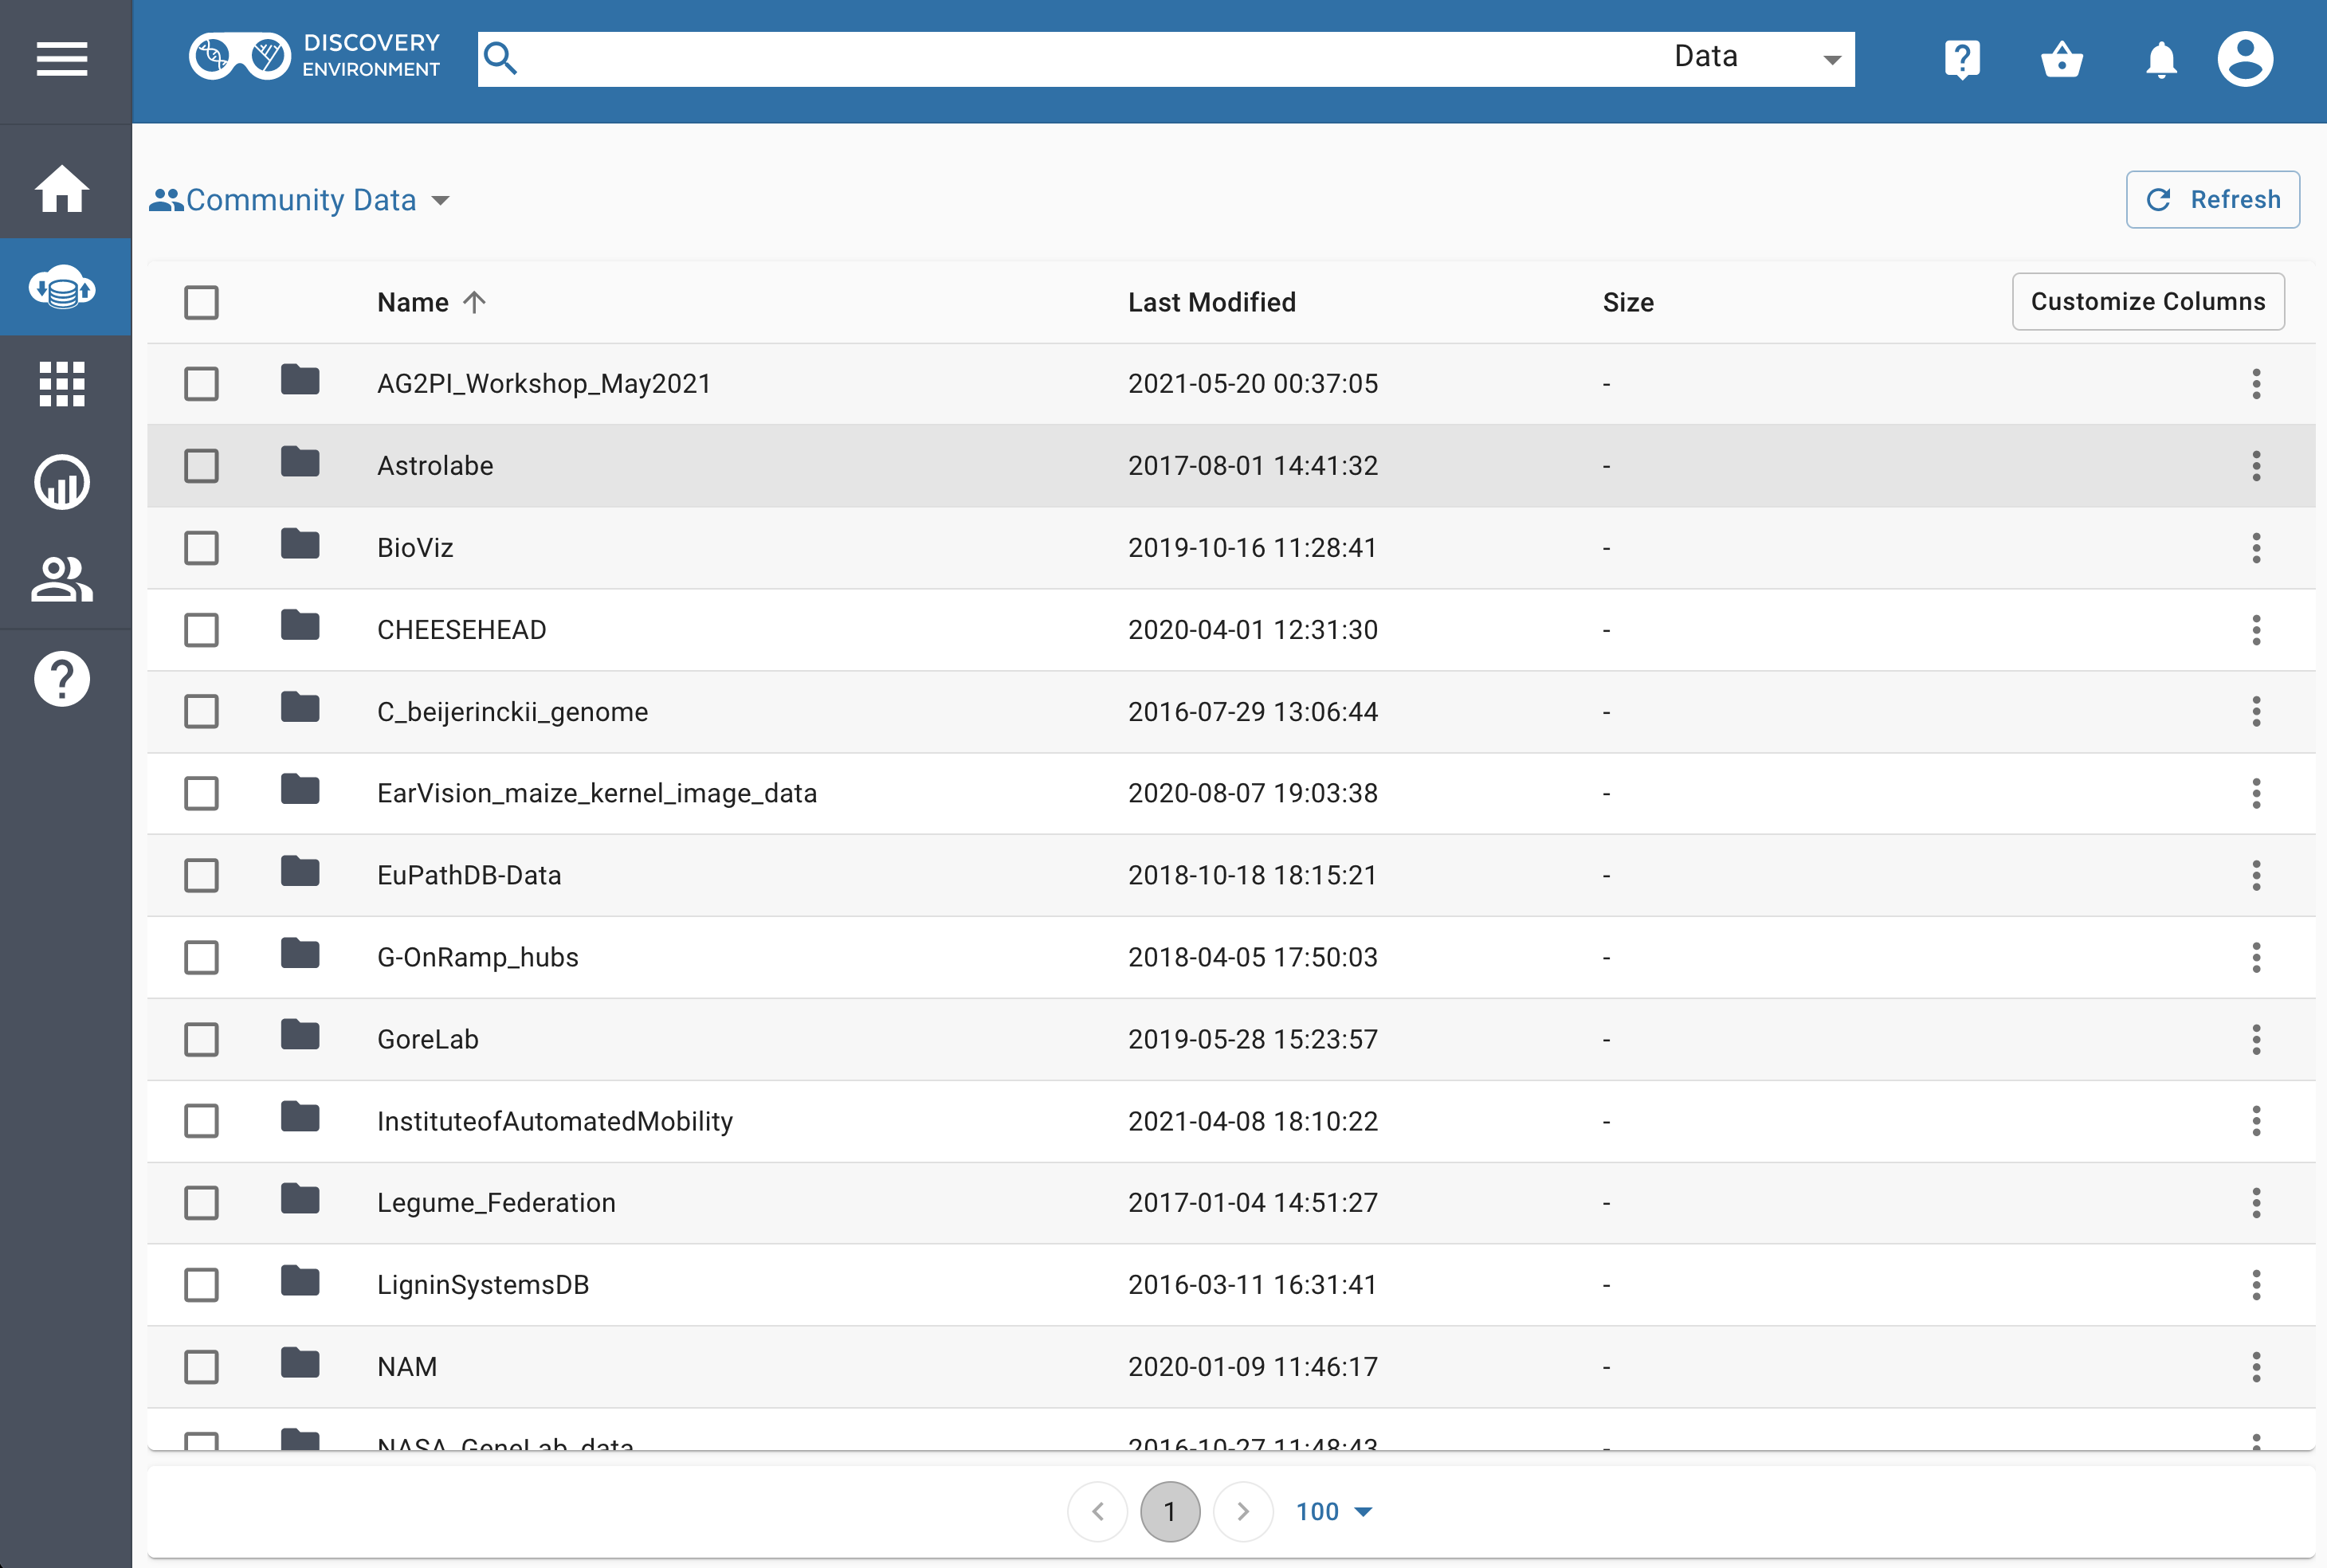 DISCOVERY
ENVIRONMENT
Data
Community Data
Refresh
Name Last Modified Size Customize Columns
AG2PI_Workshop_May2021 2021-05-20 00:37:05 -
Astrolabe 2017-08-01 14:41:32 -
BioViz 2019-10-16 11:28:41 -
CHEESEHEAD 2020-04-01 12:31:30 -
C_beijerinckii_genome 2016-07-29 13:06:44 -
EarVision_maize_kernel_image_data 2020-08-07 19:03:38 -
EuPathDB-Data 2018-10-18 18:15:21 -
G-OnRamp_hubs 2018-04-05 17:50:03 -
GoreLab 2019-05-28 15:23:57 -
InstituteofAutomatedMobility 2021-04-08 18:10:22 -
Legume_Federation 2017-01-04 14:51:27 -
LigninSystemsDB 2016-03-11 16:31:41 -
NAM 2020-01-09 11:46:17 -
NASA_GeneLab_data 2016-10-27 11:48:43 -
1 100